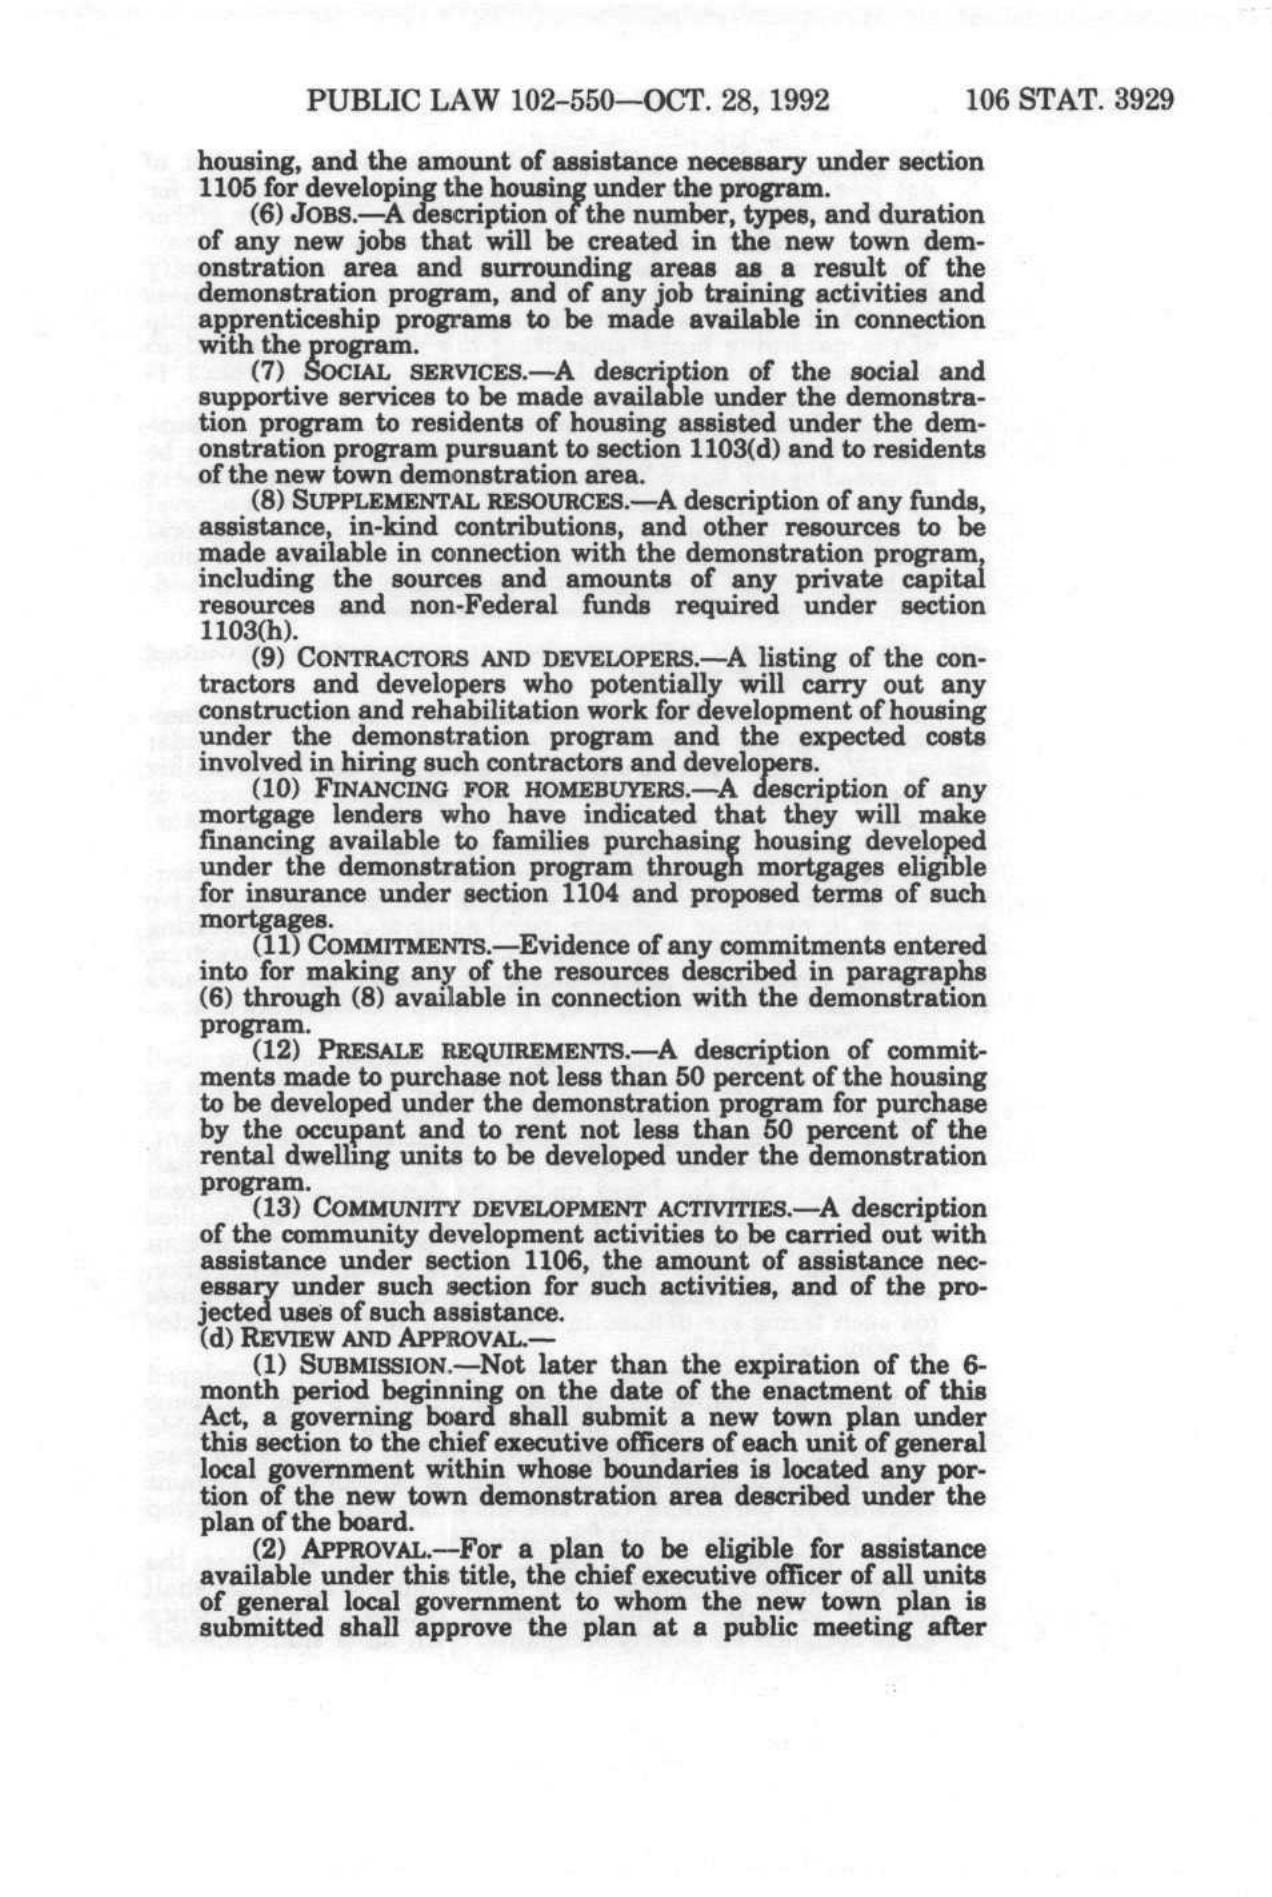 PUBLIC LAW 102–550—OCT. 28, 1992 106 STAT. 3929
housing, and the amount of assistance necessary under section
1105 for developing the housing under the program.
(6) JOBS.—A description of the number, types, and duration
of any new jobs that will be created in the new town dem-
onstration area and surrounding areas as a result of the
demonstration program, and of any job training activities and
apprenticeship programs to be made available in connection
with the program.
(7) SOCIAL SERVICES.—A description of the social and
supportive services to be made available under the demonstra-
tion program to residents of housing assisted under the dem-
onstration program pursuant to section 1103(d) and to residents
of the new town demonstration area.
(8) SUPPLEMENTAL RESOURCES.—A description of any funds,
assistance, in-kind contributions, and other resources to be
made available in connection with the demonstration program,
including the sources and amounts of any private capital
resources and non-Federal funds required under section
1103(h).
(9) CONTRACTORS AND DEVELOPERS.—A listing of the con-
tractors and developers who potentially will carry out any
construction and rehabilitation work for development of housing
under the demonstration program and the expected costs
involved in hiring such contractors and developers.
(10) FINANCING FOR HOMEBUYERS.—A description of any
mortgage lenders who have indicated that they will make
financing available to families purchasing housing developed
under the demonstration program through mortgages eligible
for insurance under section 1104 and proposed terms of such
mortgages.
(11) COMMITMENTS.—Evidence of any commitments entered
into for making any of the resources described in paragraphs
(6) through (8) available in connection with the demonstration
program.
(12) PRESALE REQUIREMENTS.—A description of commit-
ments made to purchase not less than 50 percent of the housing
to be developed under the demonstration program for purchase
by the occupant and to rent not less than 50 percent of the
rental dwelling units to be developed under the demonstration
program.
(13) COMMUNITY DEVELOPMENT ACTIVITIES.—A description
of the community development activities to be carried out with
assistance under section 1106, the amount of assistance nec-
essary under such section for such activities, and of the pro-
jected uses of such assistance.
(d) REVIEW AND APPROVAL.—
(1) SUBMISSION.—Not later than the expiration of the 6-
month period beginning on the date of the enactment of this
Act, a governing board shall submit a new town plan under
this section to the chief executive officers of each unit of general
local government within whose boundaries is located any por-
tion of the new town demonstration area described under the
plan of the board.
(2) APPROVAL.—For a plan to be eligible for assistance
available under this title, the chief executive officer of all units
of general local government to whom the new town plan is
submitted shall approve the plan at a public meeting after